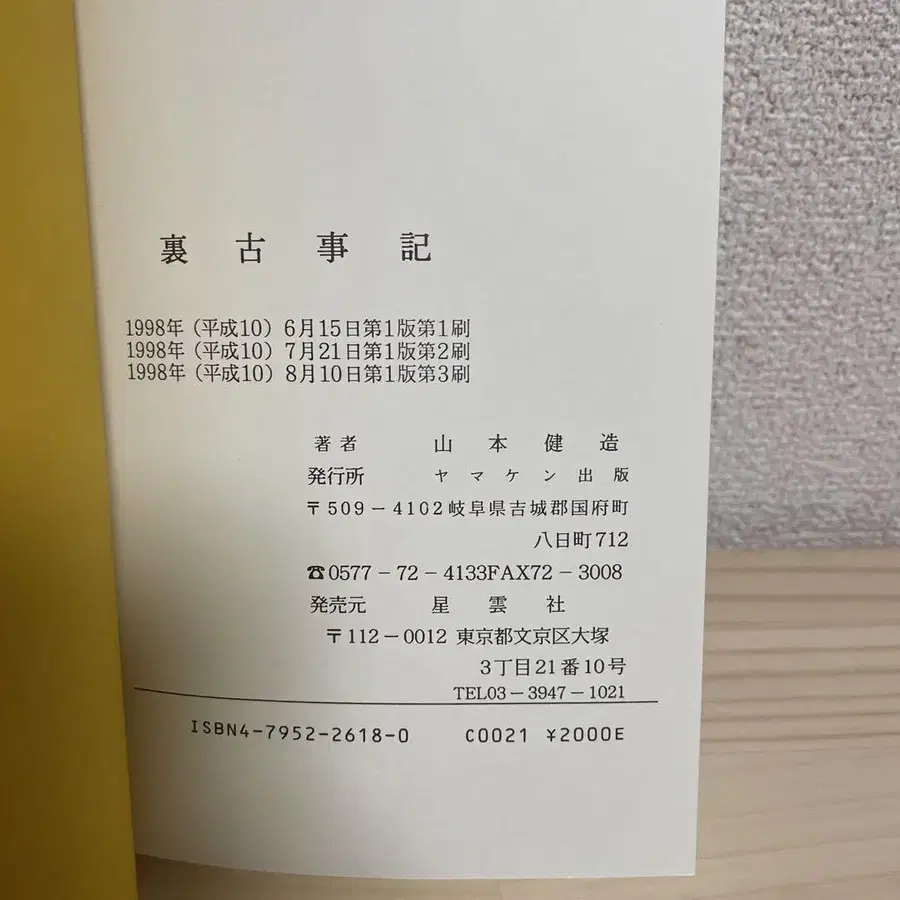 裏古事記
1998年（平成10）6月15日第1版第1刷
1998年（平成10）7月21日第1版第2刷
1998年（平成10）8月10日第1版第3刷
著者 山本健造
発行所 ヤマケン出版
〒509－4102岐阜県吉城郡国府町
八日町712
☎0577－72－4133FAX72－3008
発売元 星雲社
〒112－0012 東京都文京区大塚
3丁目21番10号
TEL03－3947－1021
ISBN4-7952-2618-0 C0021 ¥2000E